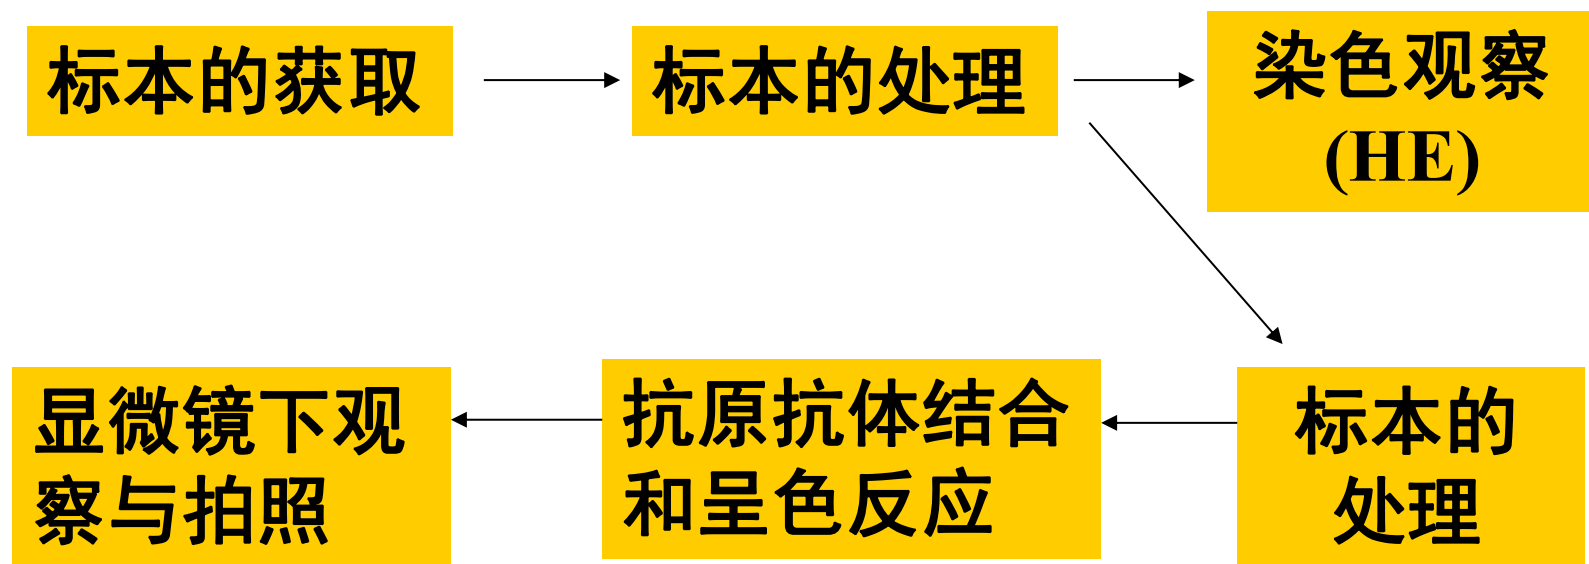 标本的获取
标本的处理
染色观察
(HE)
显微镜下观
察与拍照
抗原抗体结合
和呈色反应
标本的
处理